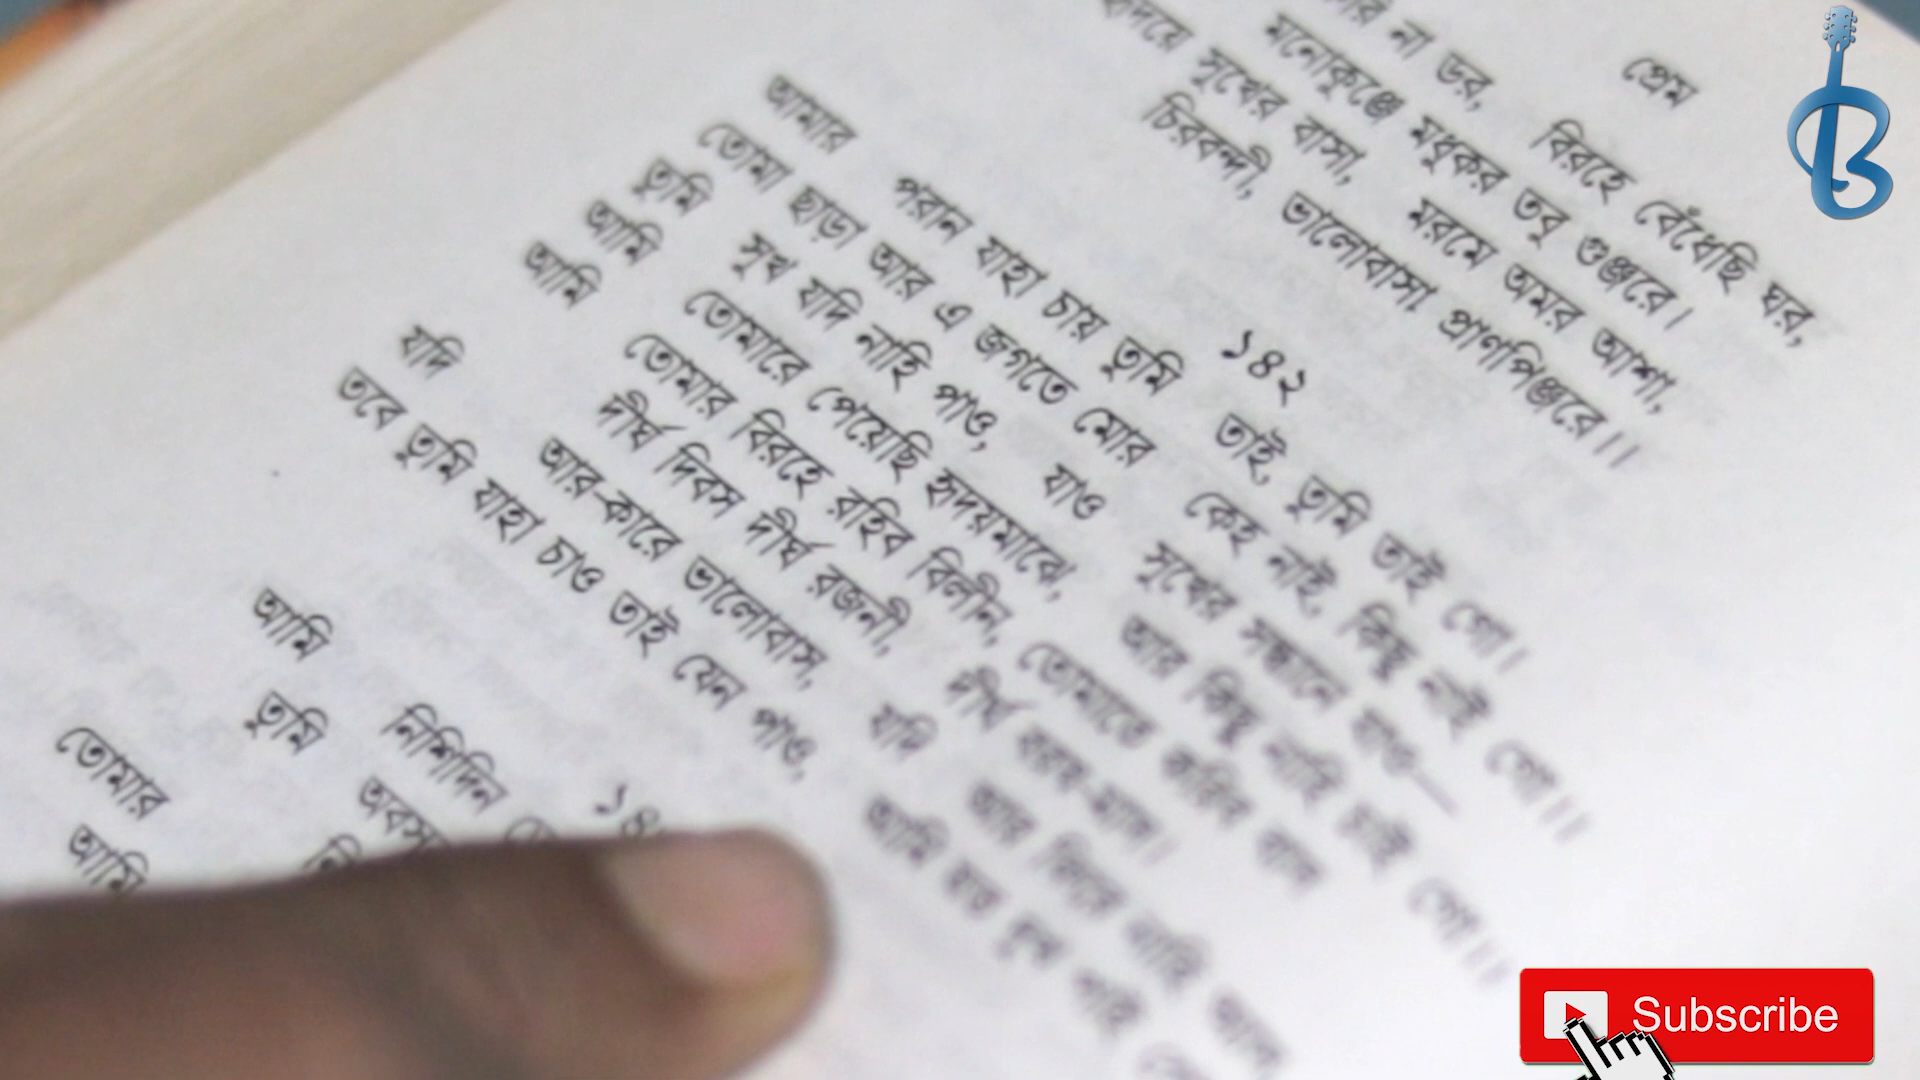 প্রেম
না ডর, বিরহে বেঁধেছি ঘর,
মনোকুঞ্জে মধুকর তবু গুঞ্জরে।
হৃদয়ে সুখের বাসা, মরমে অমর আশা,
চিরবন্দী, ভালোবাসা প্রাণপিঞ্জরে।।
১৪২
আমার পরান যাহা চায় তুমি তাই, তুমি তাই গো।
তোমা ছাড়া আর এ জগতে মোর কেহ নাই, কিছু নাই গো।।
তুমি সুখ যদি নাহি পাও, যাও সুখের সন্ধানে যাও—
আমি তোমারে পেয়েছি হৃদয়মাঝে, আর কিছু নাহি চাই গো।।
আমি তোমার বিরহে রহিব বিলীন, তোমাতে করিব বাস
দীর্ঘ দিবস দীর্ঘ রজনী, দীর্ঘ বরষ-মাস।
যদি আর-কারে ভালোবাস, যদি আর ফিরে নাহি আস
তবে তুমি যাহা চাও তাই যেন পাও, আমি যত দুখ পাই
আমি নিশিদিন
তুমি
তোমার
আমি
Subscribe